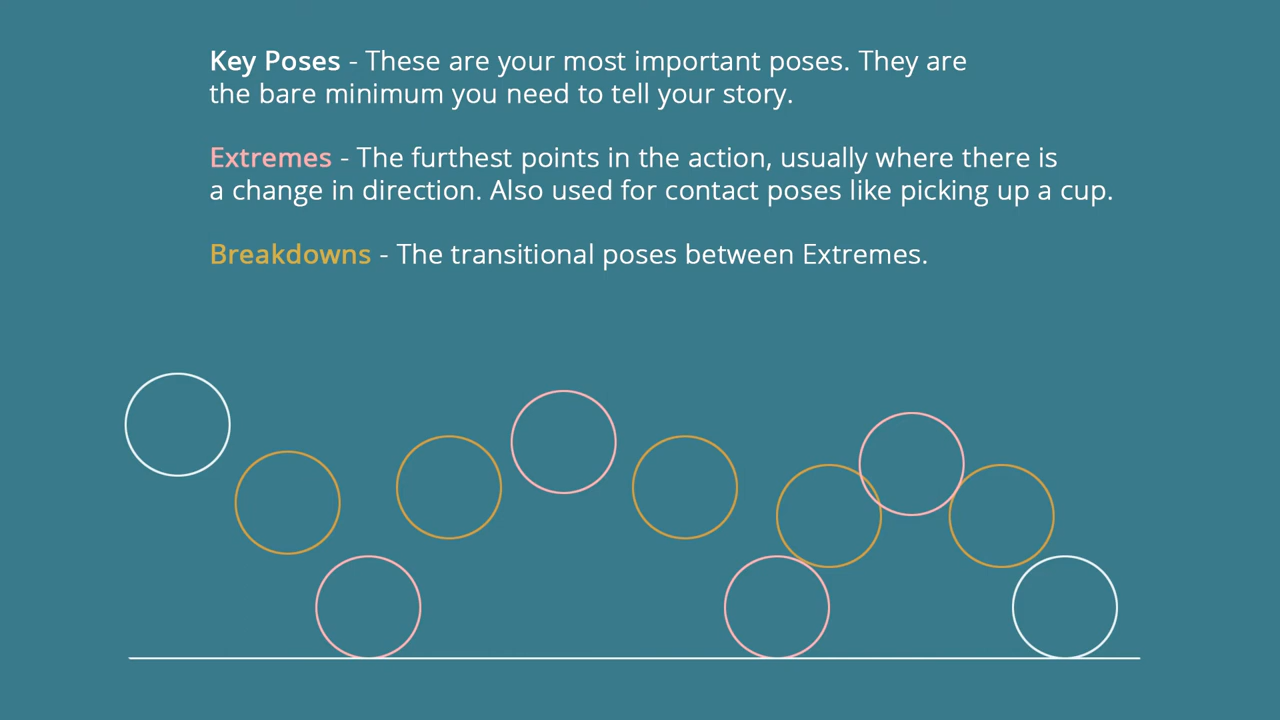 Key Poses - These are your most important poses. They are
the bare minimum you need to tell your story.
Extremes - The furthest points in the action, usually where there is
a change in direction. Also used for contact poses like picking up a cup.
Breakdowns - The transitional poses between Extremes.